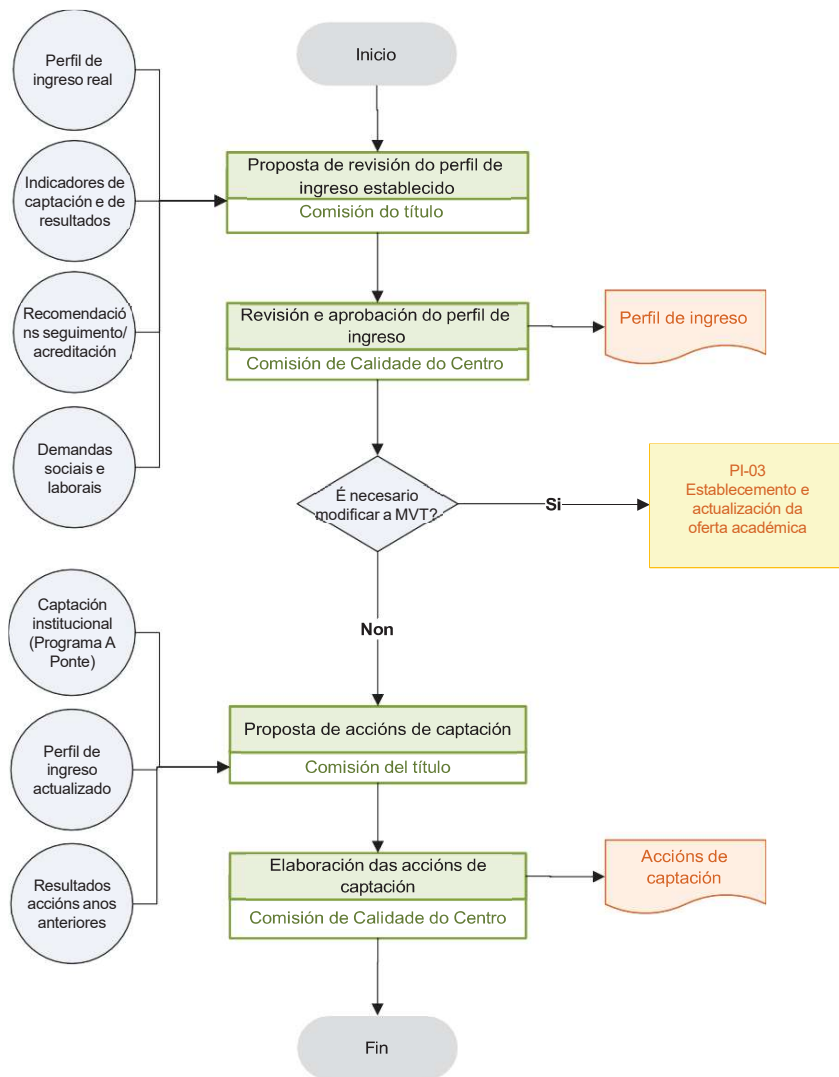 Perfil de
ingreso real
Inicio
Proposta de revisión do perfil de
ingreso establecido
Comisión do título
Indicadores de
captación e de
resultados
Recomendació
ns seguimento/
acreditación
Revisión e aprobación do perfil de
ingreso
Comisión de Calidade do Centro
Perfil de ingreso
Demandas
sociais e
laborais
É necesario
modificar a MVT?
Si
PI-03
Establecemento e
actualización da
oferta académica
Non
Captación
institucional
(Programa A
Ponte)
Proposta de accións de captación
Comisión del título
Perfil de
ingreso
actualizado
Elaboración das accións de
captación
Comisión de Calidade do Centro
Accións de
captación
Resultados
accións anos
anteriores
Fin